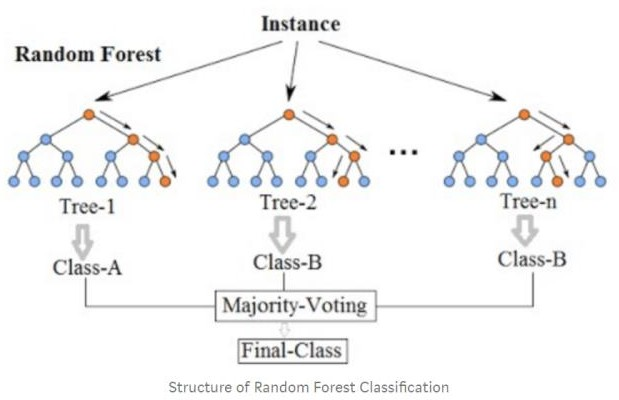 Instance
Random Forest
...
Tree-1 Tree-2 Tree-n
Class-A Class-B Class-B
Majority-Voting
Final-Class
Structure of Random Forest Classification